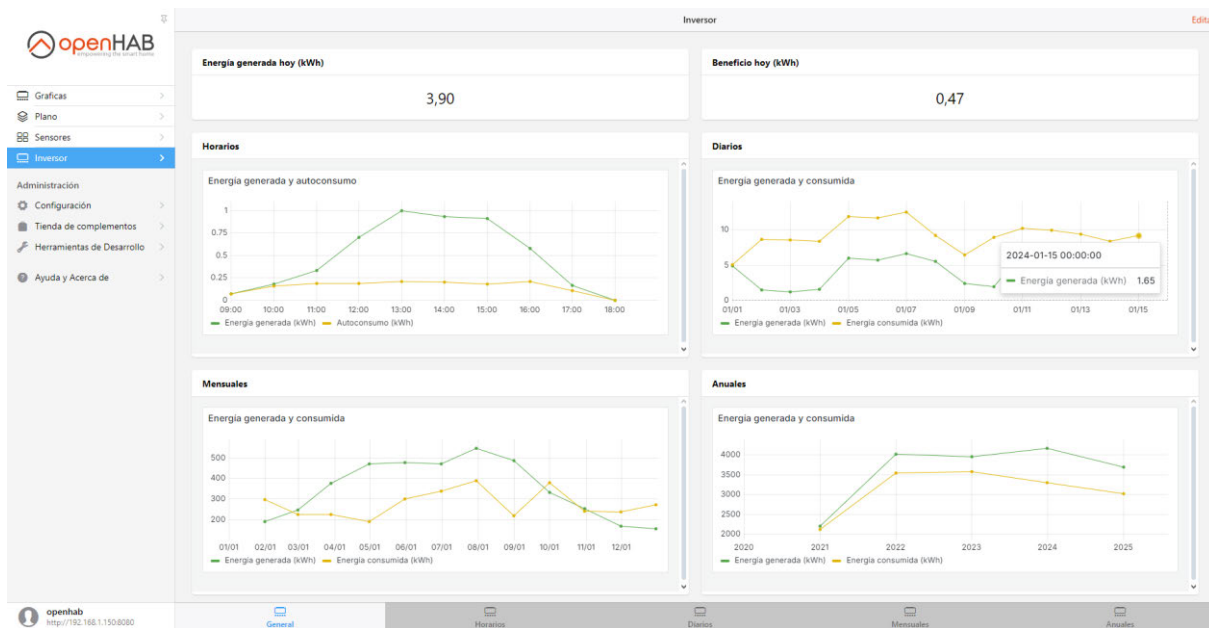 openHAB
empowering the smart home
Graficas
Plano
Sensores
Inversor
Administración
Configuración
Tienda de complementos
Herramientas de Desarrollo
Ayuda y Acerca de
openhab
http://192.168.1.150:8080
Inversor
Energía generada hoy (kWh)
3,90
Beneficio hoy (kWh)
0,47
Horarios
Energía generada y autoconsumo
1
0.75
0.5
0.25
0
09:00 10:00 11:00 12:00 13:00 14:00 15:00 16:00 17:00 18:00
Energía generada (kWh) Autoconsumo (kWh)
Diarios
Energía generada y consumida
10
5
0
2024-01-15 00:00:00
Energía generada (kWh) 1.65
01/01 01/03 01/05 01/07 01/09 01/11 01/13 01/15
Energía generada (kWh) Energía consumida (kWh)
Mensuales
Energía generada y consumida
500
400
300
200
01/01 02/01 03/01 04/01 05/01 06/01 07/01 08/01 09/01 10/01 11/01 12/01
Energía generada (kWh) Energía consumida (kWh)
Anuales
Energía generada y consumida
4000
3500
3000
2500
2000
2020 2021 2022 2023 2024 2025
Energía generada (kWh) Energía consumida (kWh)
General Horarios Diarios Mensuales Anuales